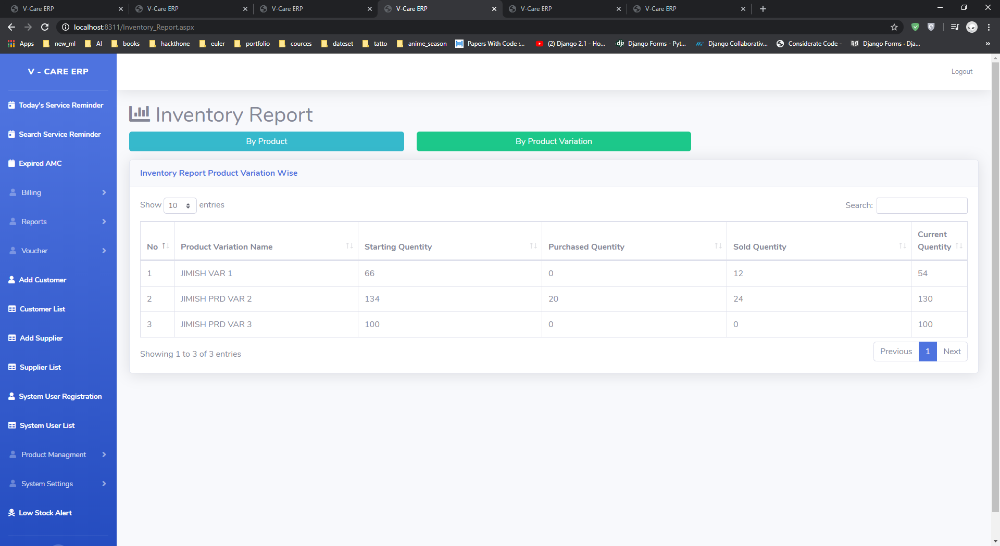 V-Care ERP V-Care ERP V-Care ERP V-Care ERP V-Care ERP V-Care ERP
localhost:8311/Inventory_Report.aspx
Apps new_ml AI books hackthone euler portfolio cources dateset tatto anime_season Papers With Code :... (2) Django 2.1 - Ho... Django Forms - Pyt... Django Collaborativ... Considerate Code - Django Forms · Dja... »
V - CARE ERP
Logout
Today's Service Reminder
Search Service Reminder
Expired AMC
Billing
Reports
Voucher
Add Customer
Customer List
Add Supplier
Supplier List
System User Registration
System User List
Product Managment
System Settings
Low Stock Alert
Inventory Report
By Product By Product Variation
Inventory Report Product Variation Wise
Show 10 entries Search:
No Product Variation Name Starting Quentity Purchased Quentity Sold Quentity Current Quentity
1 JIMISH VAR 1 66 0 12 54
2 JIMISH PRD VAR 2 134 20 24 130
3 JIMISH PRD VAR 3 100 0 0 100
Showing 1 to 3 of 3 entries Previous 1 Next